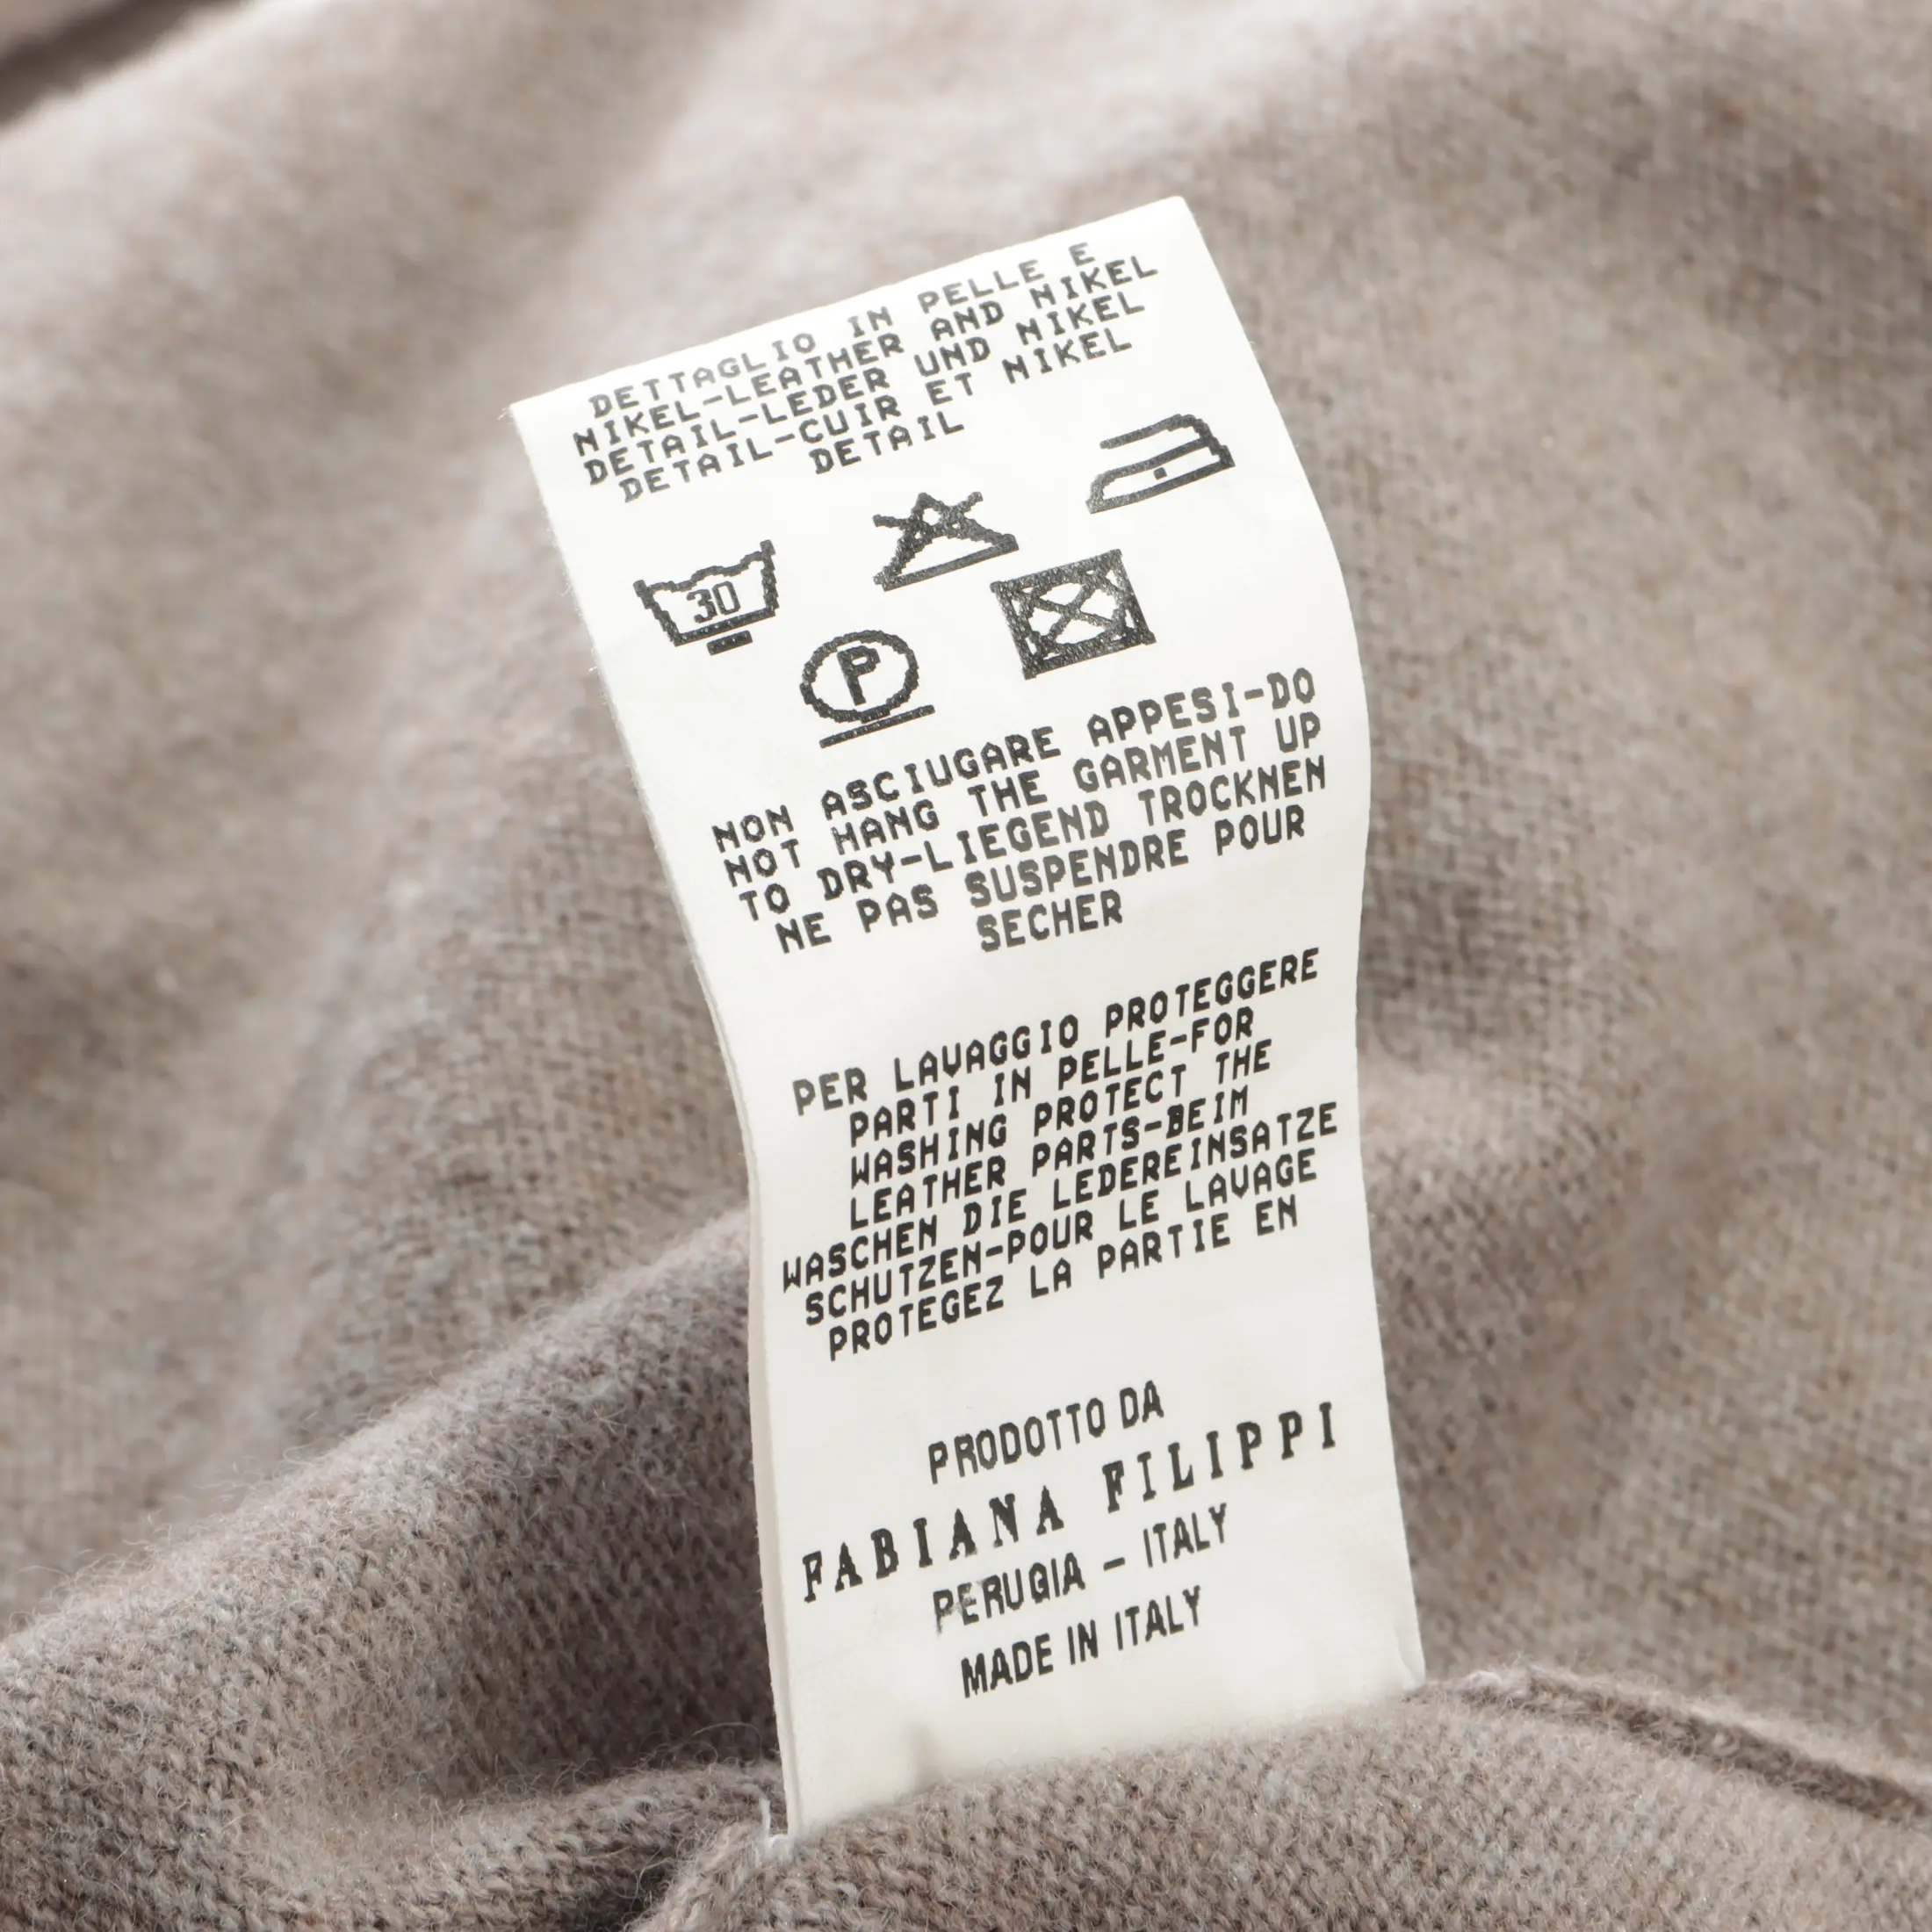 DETTAGLIO IN PELLE E
NIKEL-LEATHER AND NIKEL
DETAIL-LEDER UND NIKEL
DETAIL-CUIR ET NIKEL
DETAIL
30
P
NON ASCIUGARE APPESI-DO
NOT HANG THE GARMENT UP
TO DRY-LIEGEND TROCKNEN
NE PAS SUSPENDRE POUR
SECHER
PER LAVAGGIO PROTEGGERE
PARTI IN PELLE-FOR
WASHING PROTECT THE
LEATHER PARTS-BEIM
WASCHEN DIE LEDEREINSATZE
SCHUTZEN-POUR LE LAVAGE
PROTEGEZ LA PARTIE EN
PRODOTTO DA
FABIANA FILIPPI
PERUGIA - ITALY
MADE IN ITALY